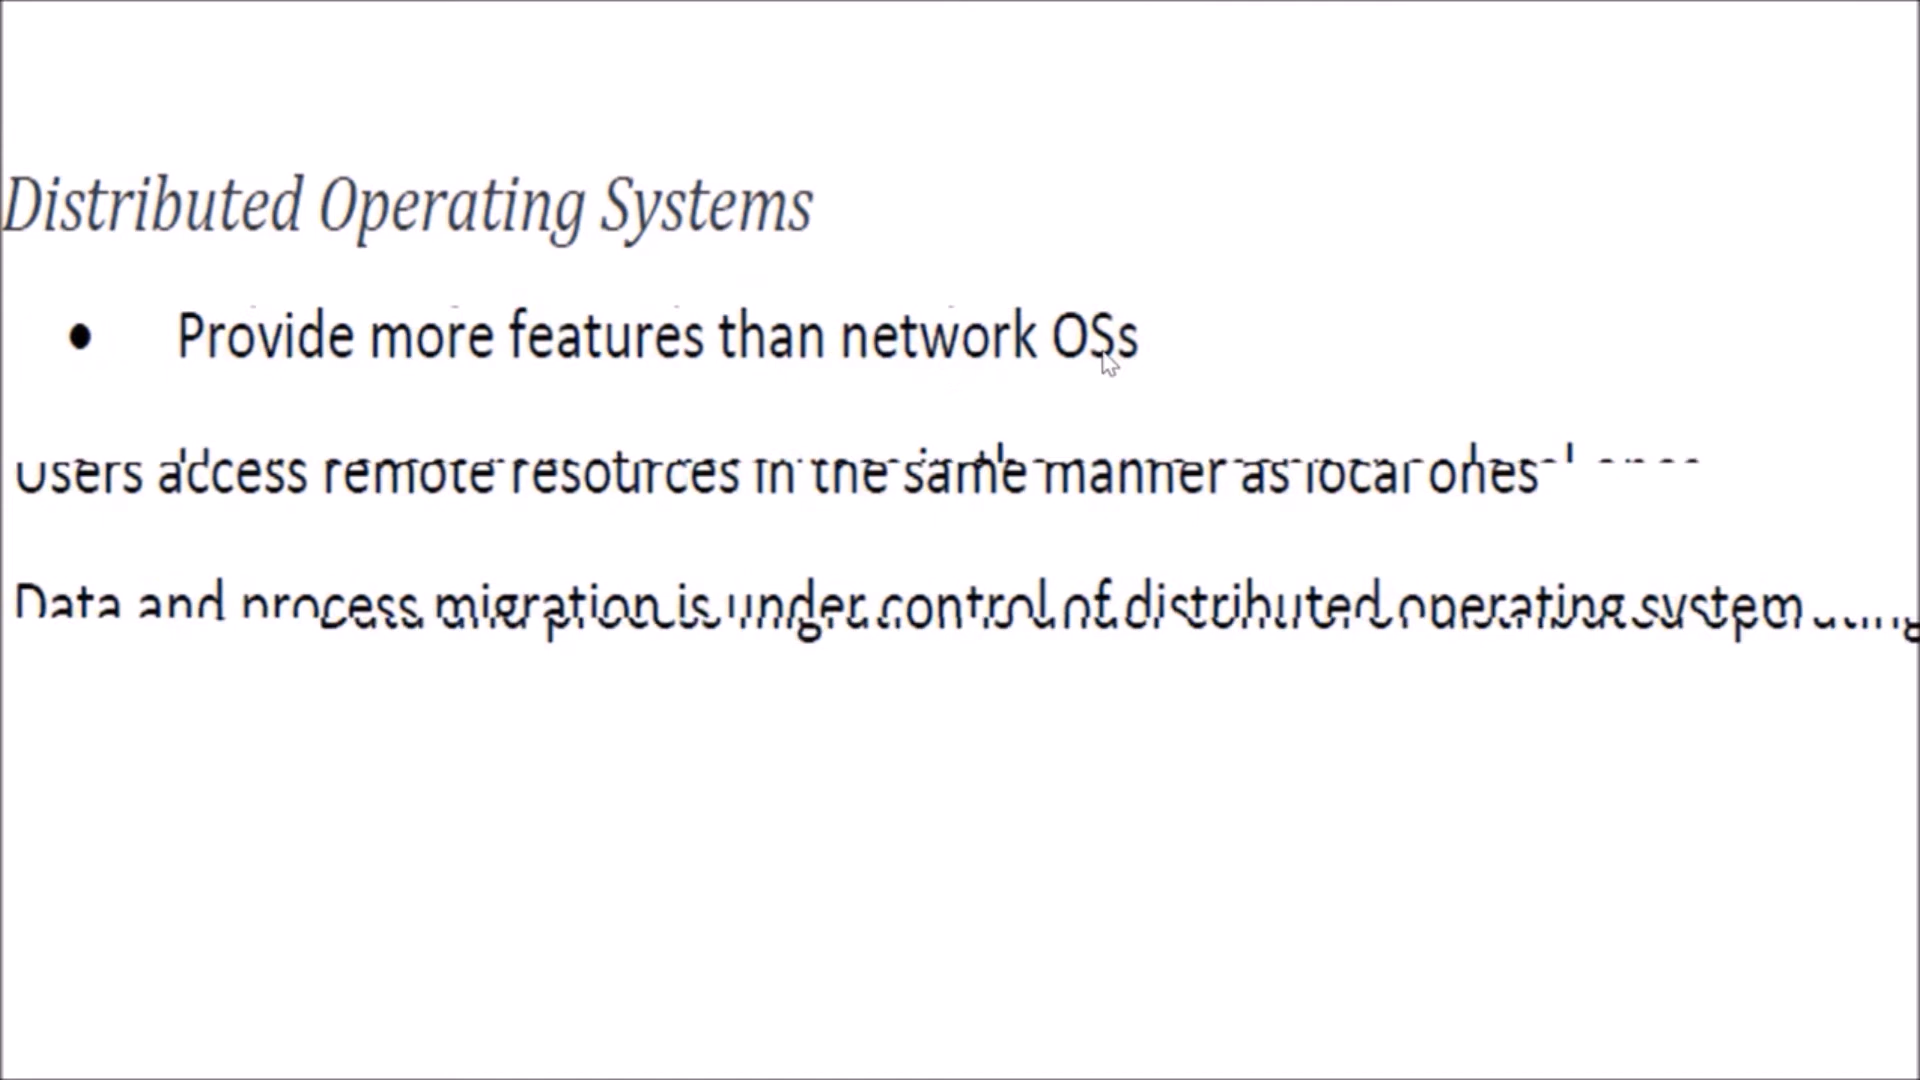 Distributed Operating Systems
• Provide more features than network OSs
Users access remote resources in the same manner as local ones
Data and process migration is under control of distributed operating system